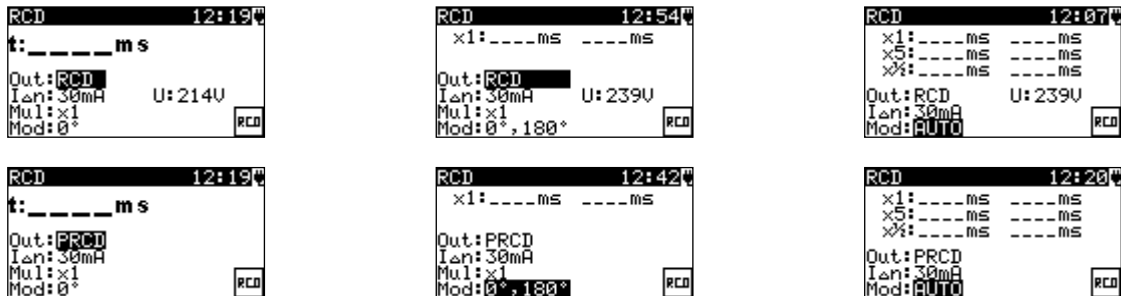 RCD 12:19
t:____ms
Out:RCD
I△n:30mA U:214V
Mul:x1
Mod:0°
RCD
RCD 12:54
x1:____ms ____ms
Out:RCD
I△n:30mA U:239V
Mul:x1
Mod:0°,180°
RCD
RCD 12:07
x1:____ms ____ms
x5:____ms ____ms
x½:____ms ____ms
Out:RCD U:239V
I△n:30mA
Mod:AUTO
RCD
RCD 12:19
t:____ms
Out:PRCD
I△n:30mA
Mul:x1
Mod:0°
RCD
RCD 12:42
x1:____ms ____ms
Out:PRCD
I△n:30mA
Mul:x1
Mod:0°,180°
RCD
RCD 12:20
x1:____ms ____ms
x5:____ms ____ms
x½:____ms ____ms
Out:PRCD
I△n:30mA
Mod:AUTO
RCD